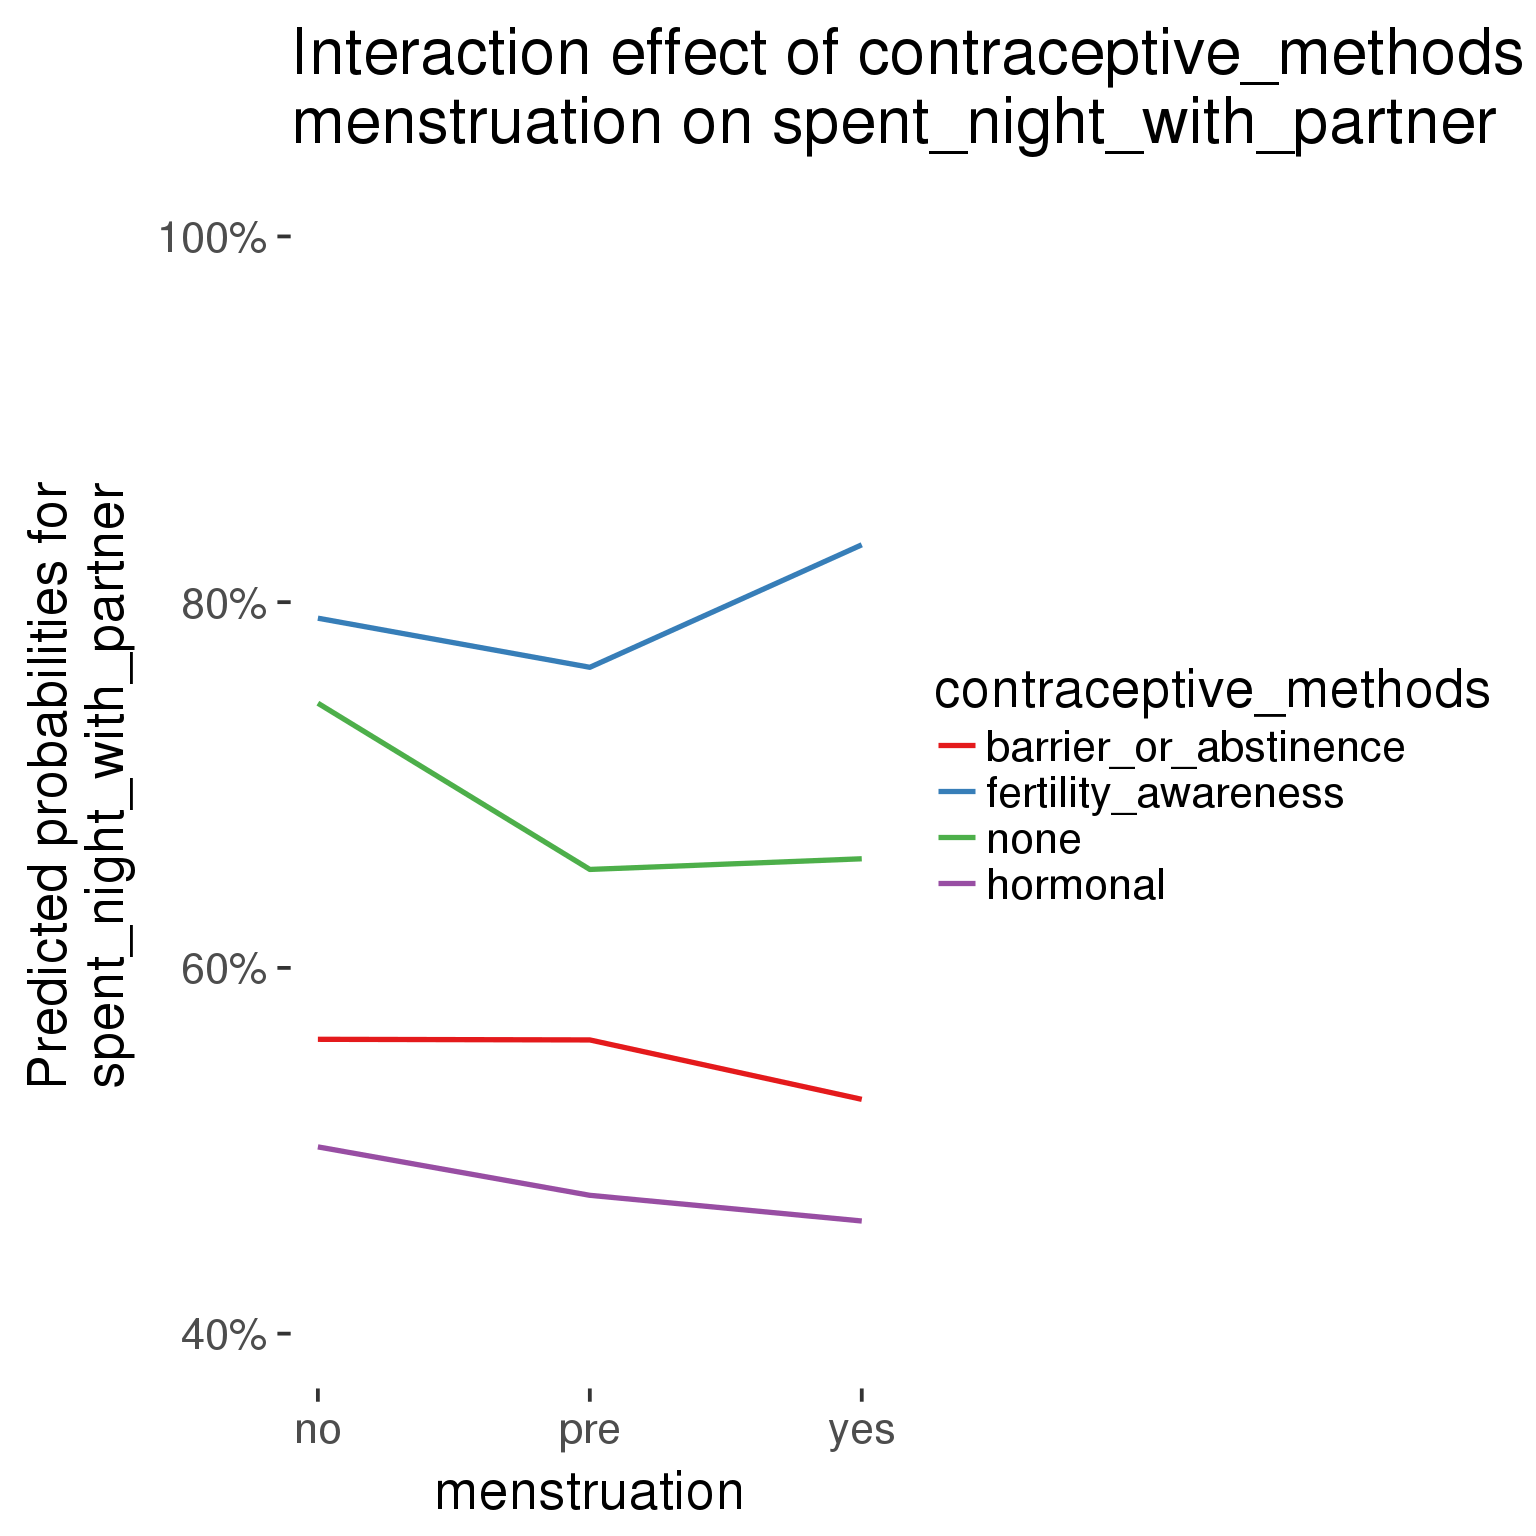 Interaction effect of contraceptive_methods
menstruation on spent_night_with_partner
Predicted probabilities for
spent_night_with_partner
100%
80%
60%
40%
no
pre
yes
menstruation
contraceptive_methods
barrier_or_abstinence
fertility_awareness
none
hormonal